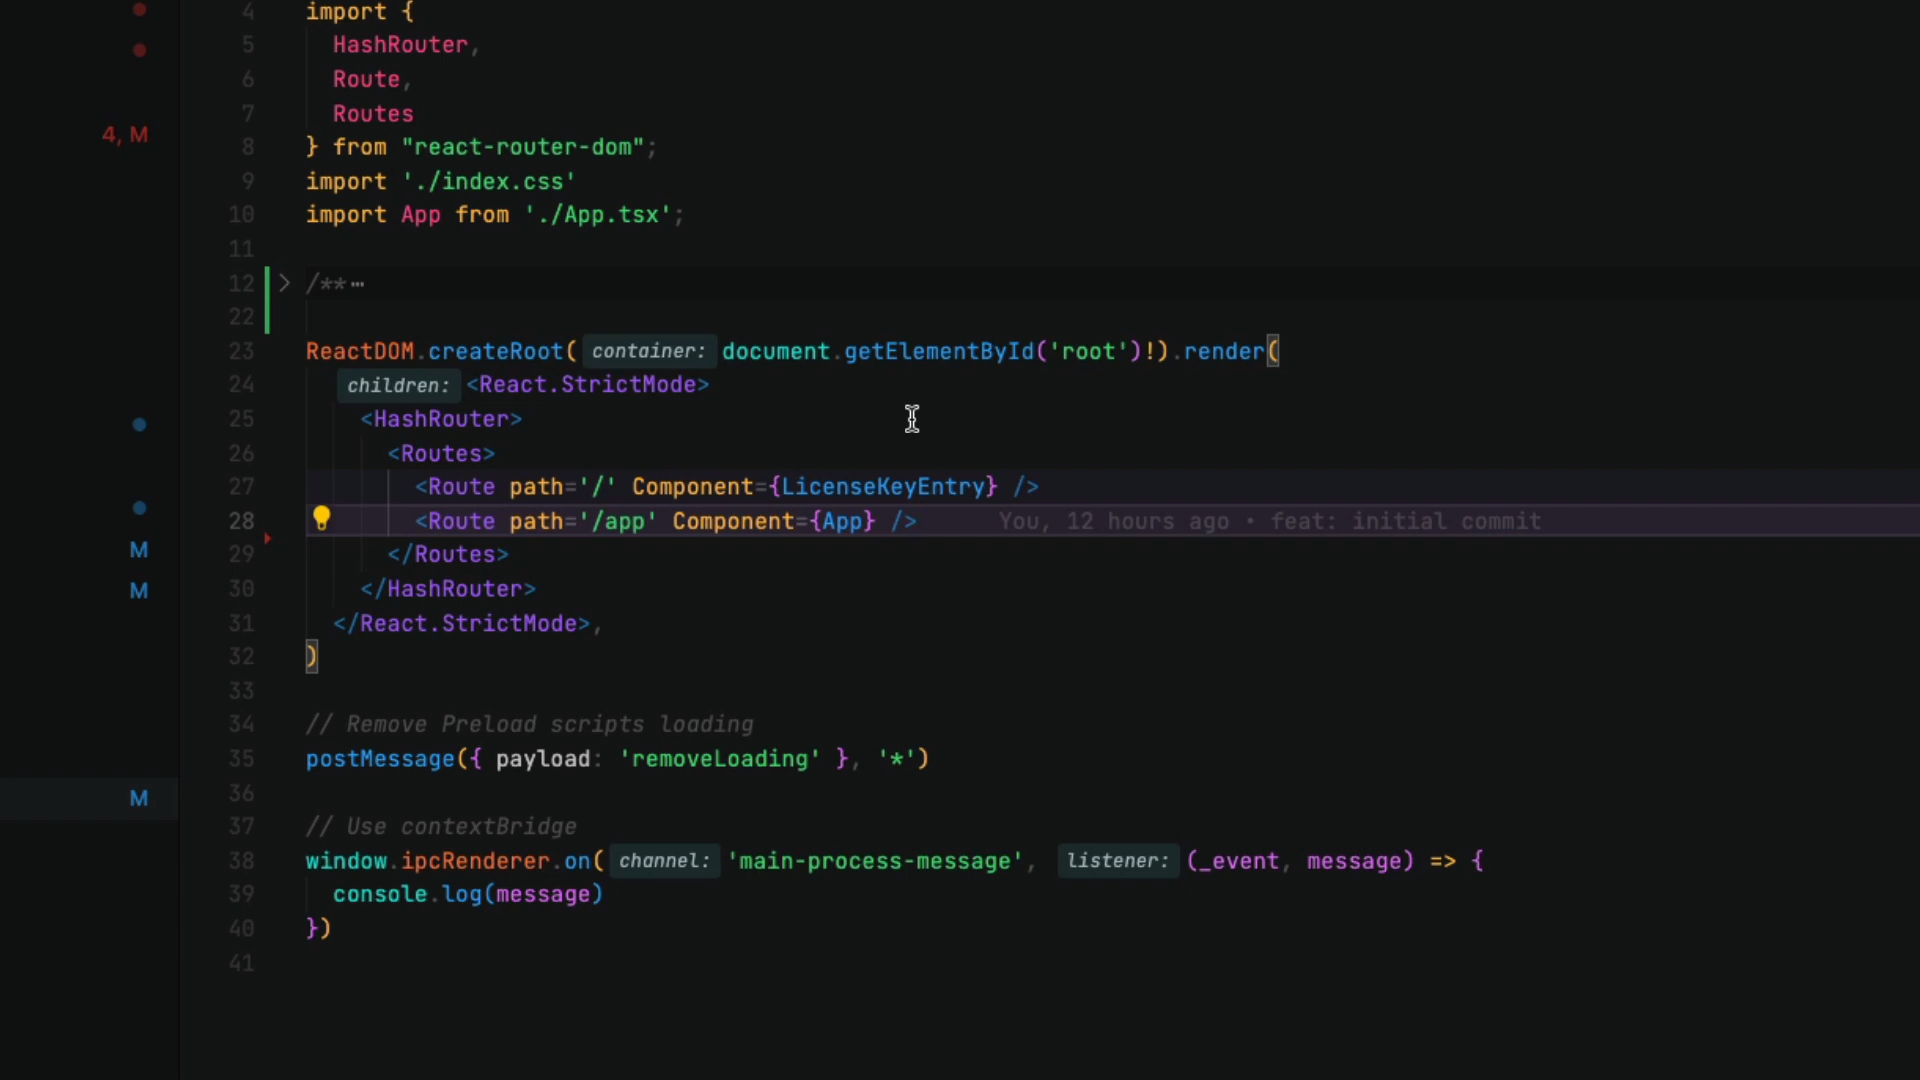 4 import {
5 HashRouter,
6 Route,
7 Routes
4, M
8 } from "react-router-dom";
9 import './index.css'
10 import App from './App.tsx';
11
12 > /** ⋯
22
23 ReactDOM.createRoot( container: document.getElementById('root')!).render(
24 children: <React.StrictMode>
25 <HashRouter>
26 <Routes>
27 <Route path='/' Component={LicenseKeyEntry} />
28 <Route path='/app' Component={App} /> You, 12 hours ago • feat: initial commit
M
29 </Routes>
M
30 </HashRouter>
31 </React.StrictMode>,
32 )
33
34 // Remove Preload scripts loading
35 postMessage({ payload: 'removeLoading' }, '*')
M
36
37 // Use contextBridge
38 window.ipcRenderer.on( channel: 'main-process-message', listener: (_event, message) => {
39 console.log(message)
40 })
41